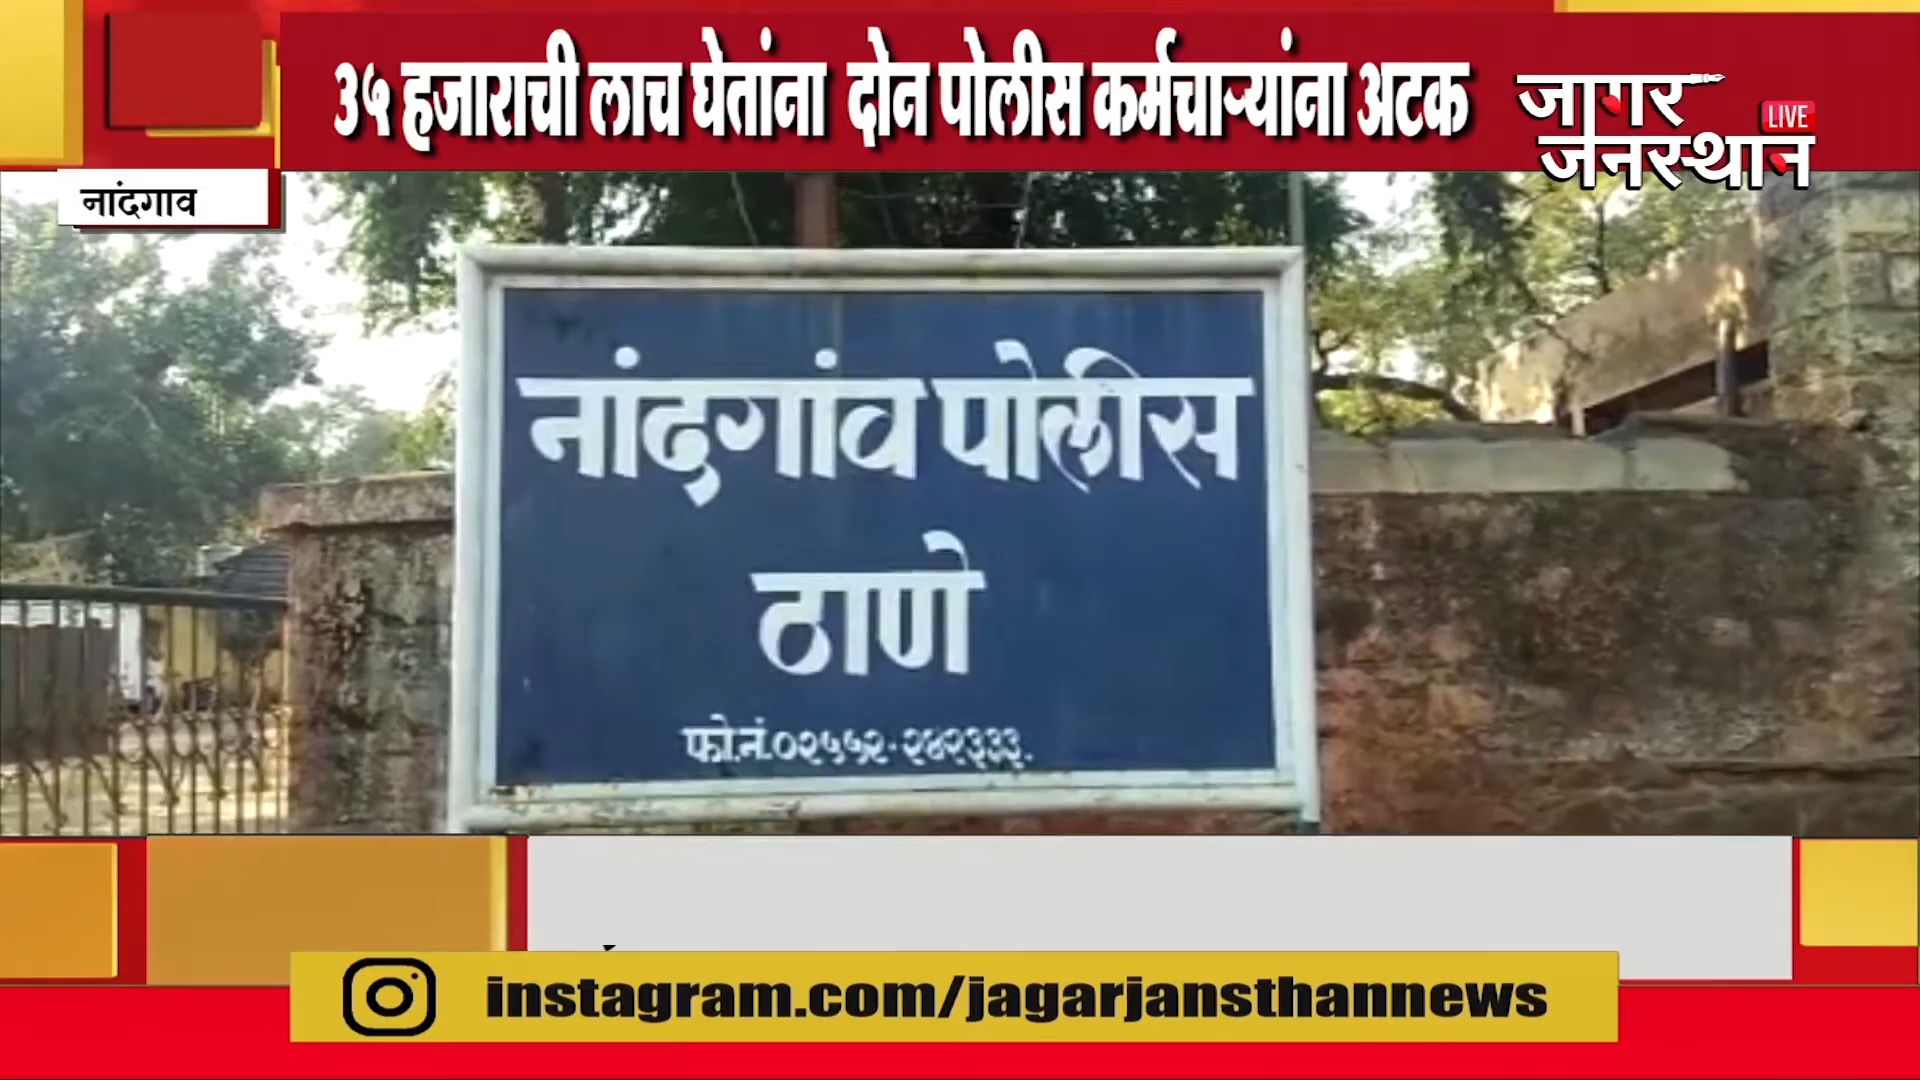 ३५ हजाराची लाच घेतांना दोन पोलीस कर्मचाऱ्यांना अटक
जागर
LIVE
जनस्थान
नांदगाव
नांदगांव पोलीस
ठाणे
फो.नं.०२५५२-२४२३३३.
instagram.com/jagarjansthannews